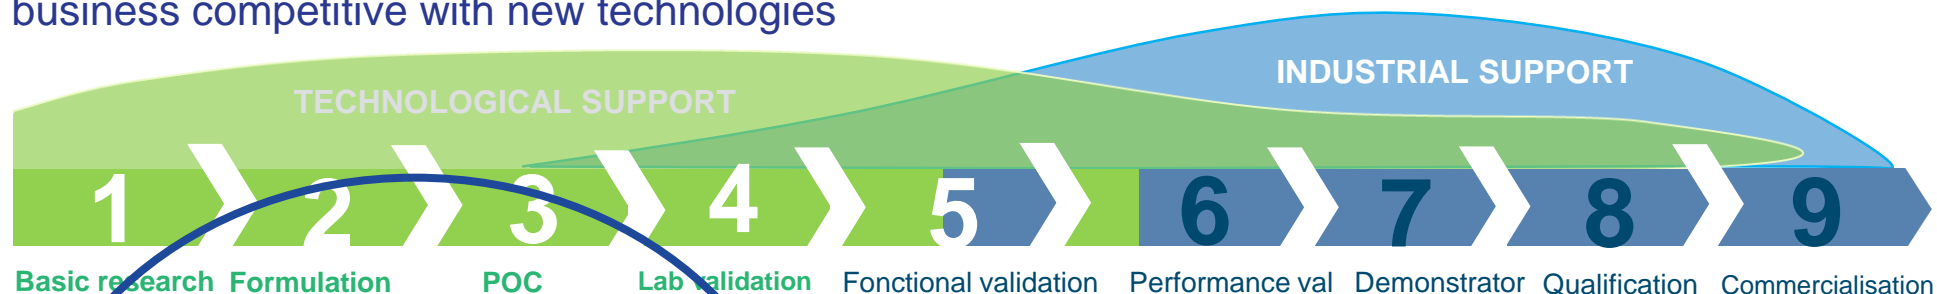 business competitive with new technologies
INDUSTRIAL SUPPORT
TECHNOLOGICAL SUPPORT
1 2 3 4 5 6 7 8 9
Basic research Formulation POC Lab validation Fonctional validation Performance val Demonstrator Qualification Commercialisation